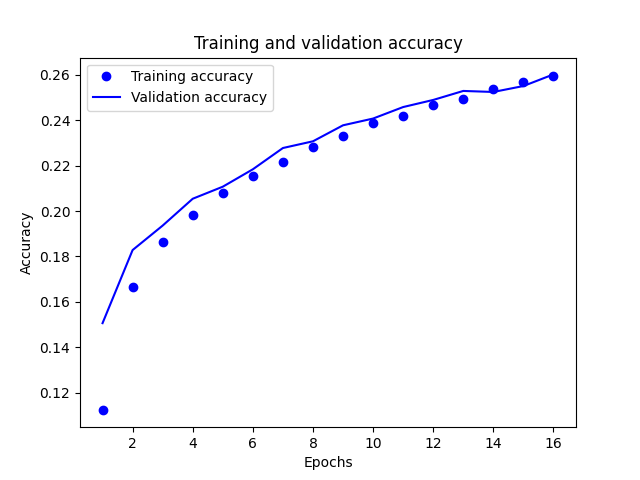 Training and validation accuracy
Training accuracy
Validation accuracy
0.26
0.24
0.22
0.20
0.18
0.16
0.14
0.12
Accuracy
2 4 6 8 10 12 14 16
Epochs